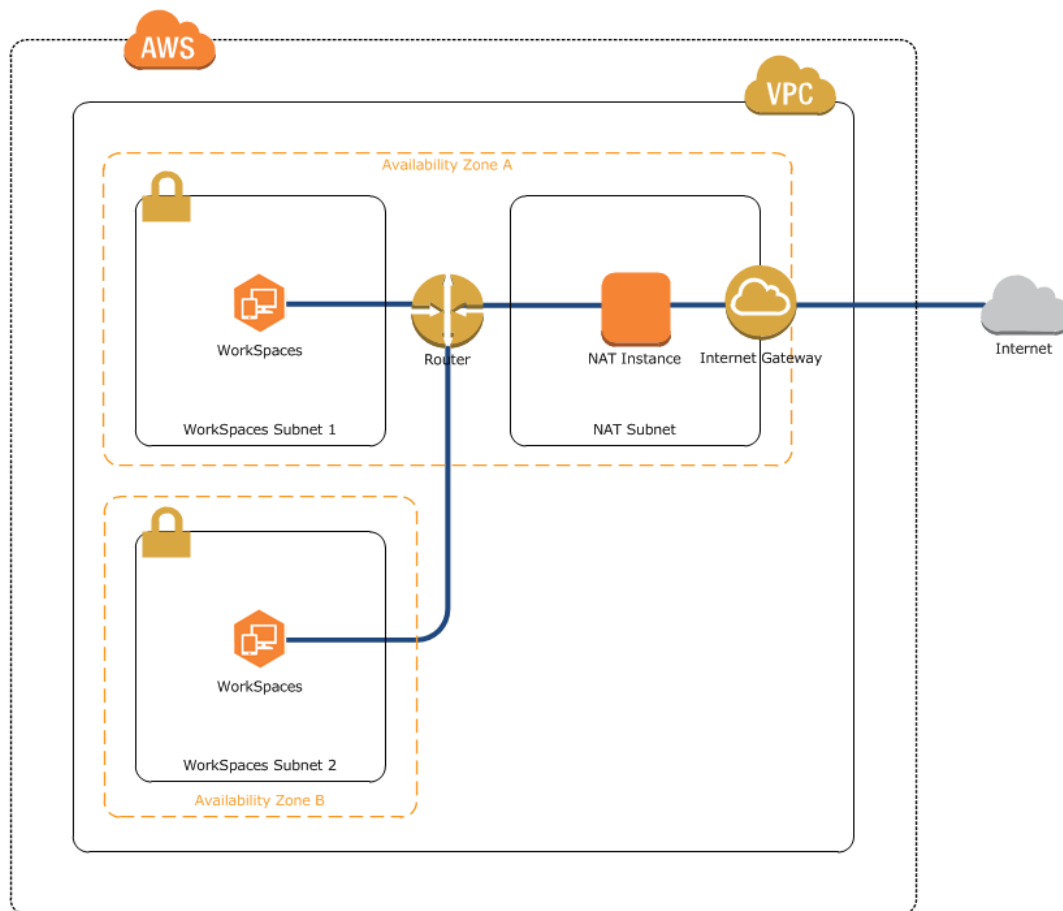 AWS
VPC
Availability Zone A
WorkSpaces
Router
NAT Instance
Internet Gateway
Internet
WorkSpaces Subnet 1
NAT Subnet
WorkSpaces
WorkSpaces Subnet 2
Availability Zone B